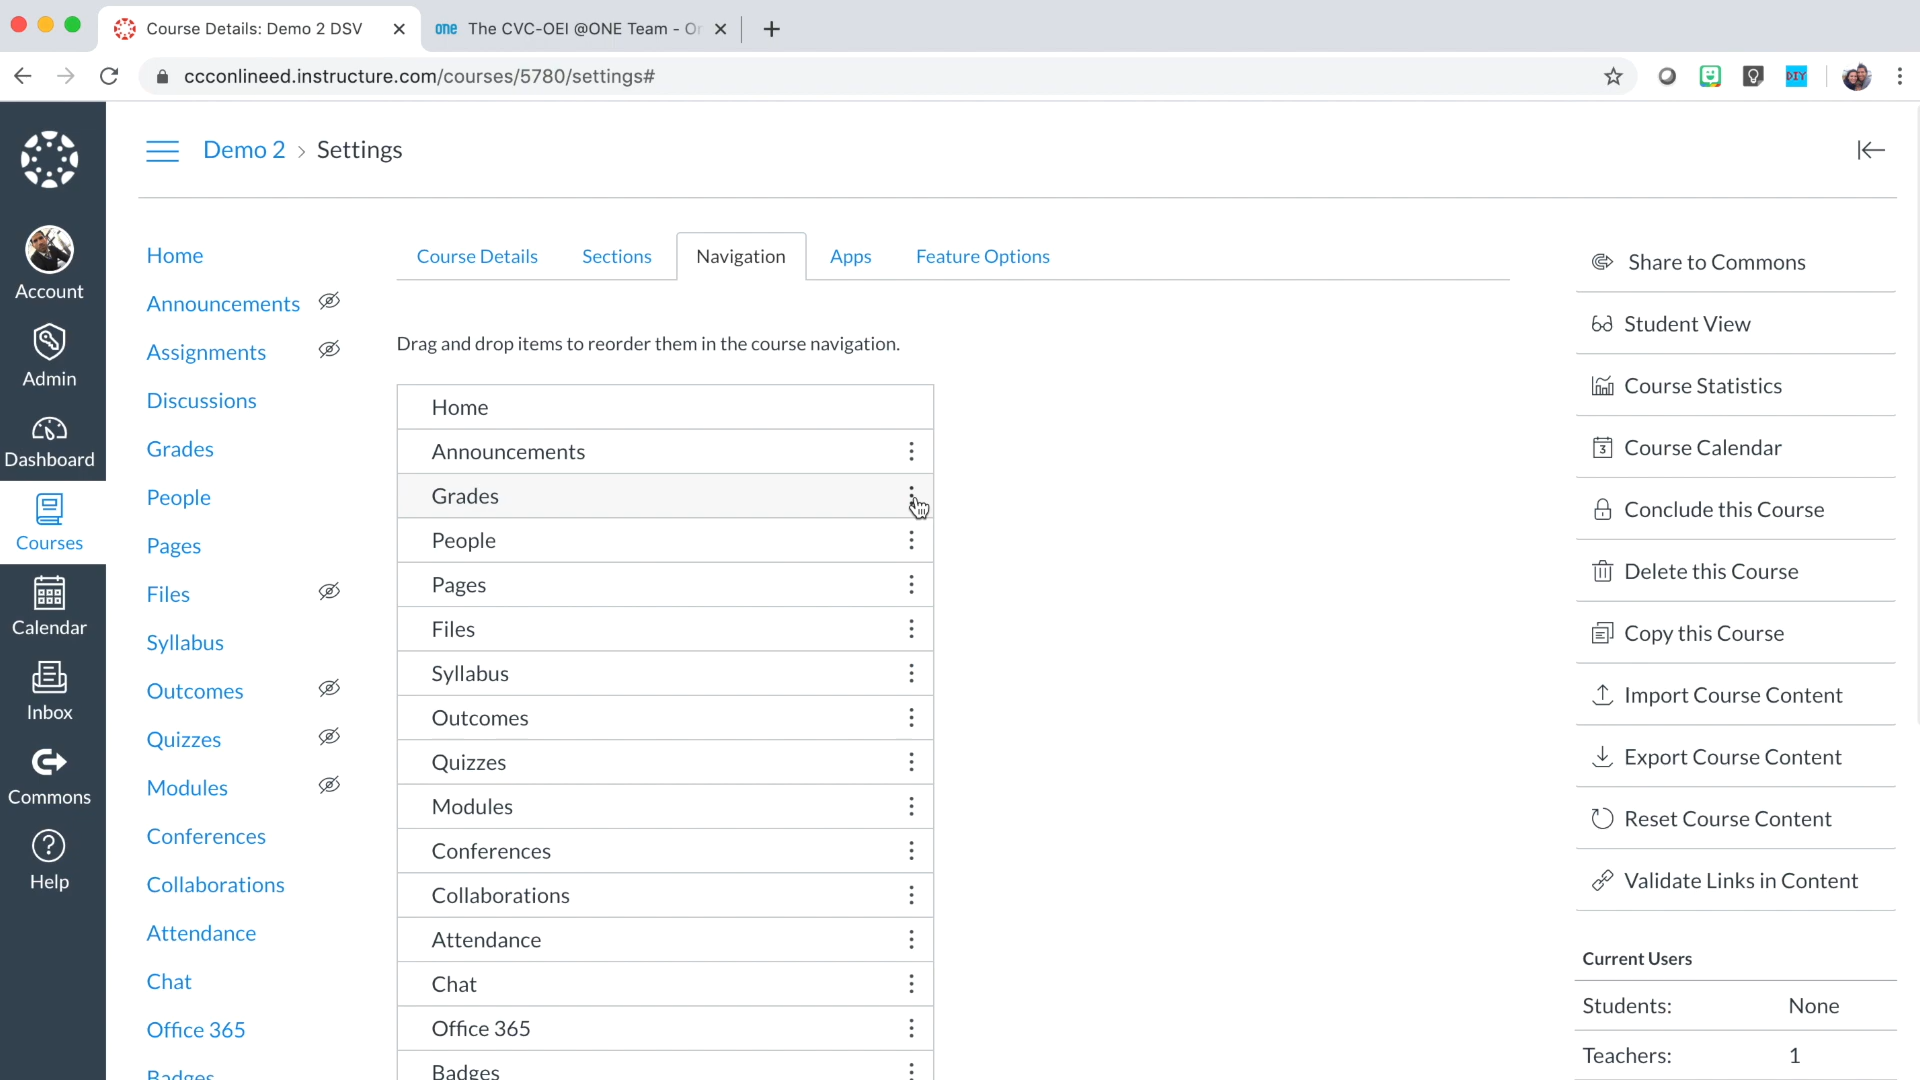 Course Details: Demo 2 DSV
one The CVC-OEI @ONE Team - On
ccconlineed.instructure.com/courses/5780/settings#
DIY
Demo 2 > Settings
Account
Admin
Dashboard
Courses
Calendar
Inbox
Commons
Help
Home
Announcements
Assignments
Discussions
Grades
People
Pages
Files
Syllabus
Outcomes
Quizzes
Modules
Conferences
Collaborations
Attendance
Chat
Office 365
Badges
Course Details
Sections
Navigation
Apps
Feature Options
Drag and drop items to reorder them in the course navigation.
Home
Announcements
Grades
People
Pages
Files
Syllabus
Outcomes
Quizzes
Modules
Conferences
Collaborations
Attendance
Chat
Office 365
Badges
Share to Commons
Student View
Course Statistics
3 Course Calendar
Conclude this Course
Delete this Course
Copy this Course
Import Course Content
Export Course Content
Reset Course Content
Validate Links in Content
Current Users
Students: None
Teachers: 1